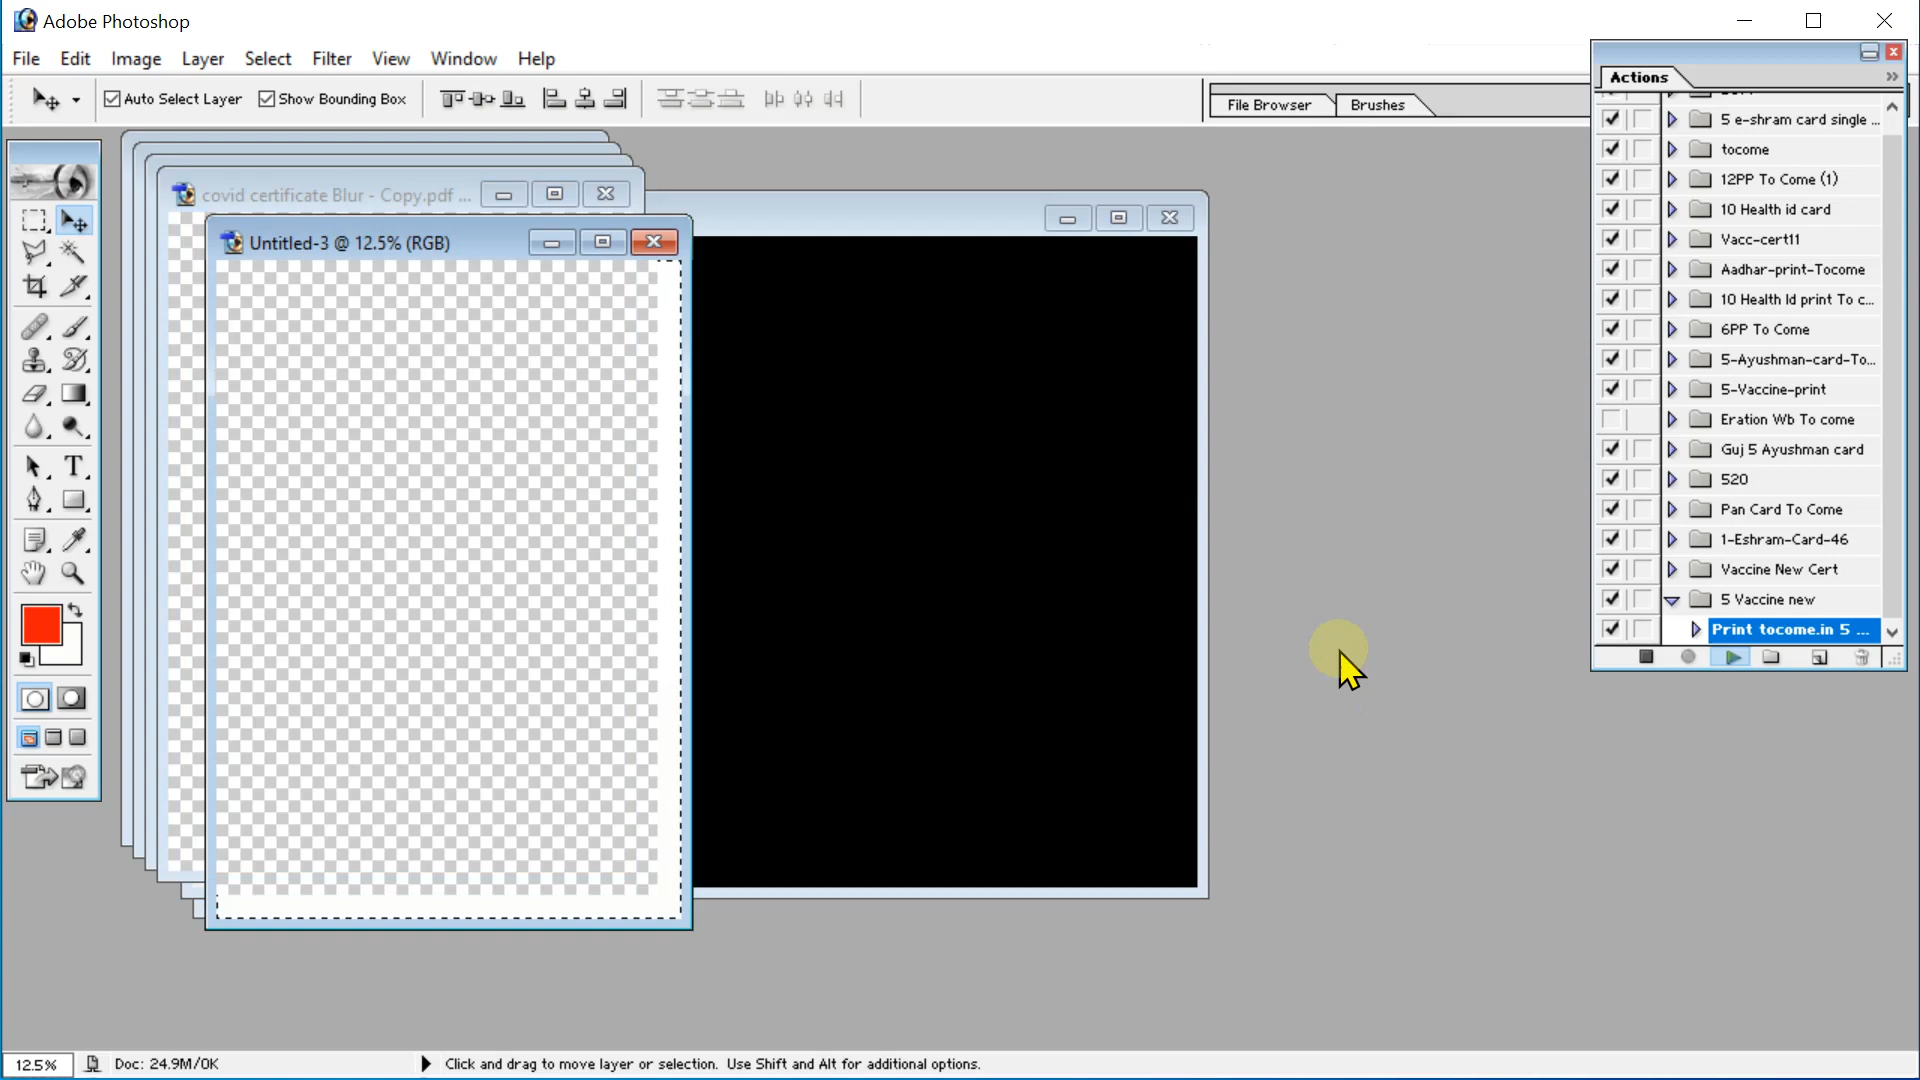 Adobe Photoshop
File Edit Image Layer Select Filter View Window Help
Auto Select Layer Show Bounding Box
File Browser Brushes
Actions
5 e-shram card single ...
tocome
12PP To Come (1)
10 Health id card
Vacc-cert11
Aadhar-print-Tocome
10 Health Id print To c...
6PP To Come
5-Ayushman-card-To...
5-Vaccine-print
Eration Wb To come
Guj 5 Ayushman card
520
Pan Card To Come
1-Eshram-Card-46
Vaccine New Cert
5 Vaccine new
Print tocome.in 5 ...
covid certificate Blur - Copy.pdf ...
Untitled-3 @ 12.5% (RGB)
12.5% Doc: 24.9M/0K Click and drag to move layer or selection. Use Shift and Alt for additional options.